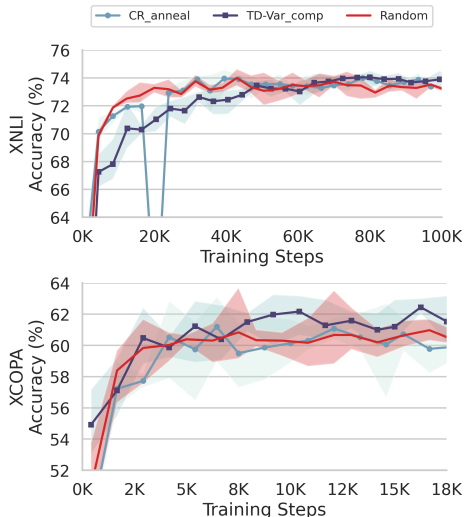 CR_anneal TD-Var_comp Random
XNLI
Accuracy (%)
76
74
72
70
68
66
64
0K 20K 40K 60K 80K 100K
Training Steps
XCOPA
Accuracy (%)
64
62
60
58
56
54
52
0K 2K 5K 8K 10K 12K 15K 18K
Training Steps